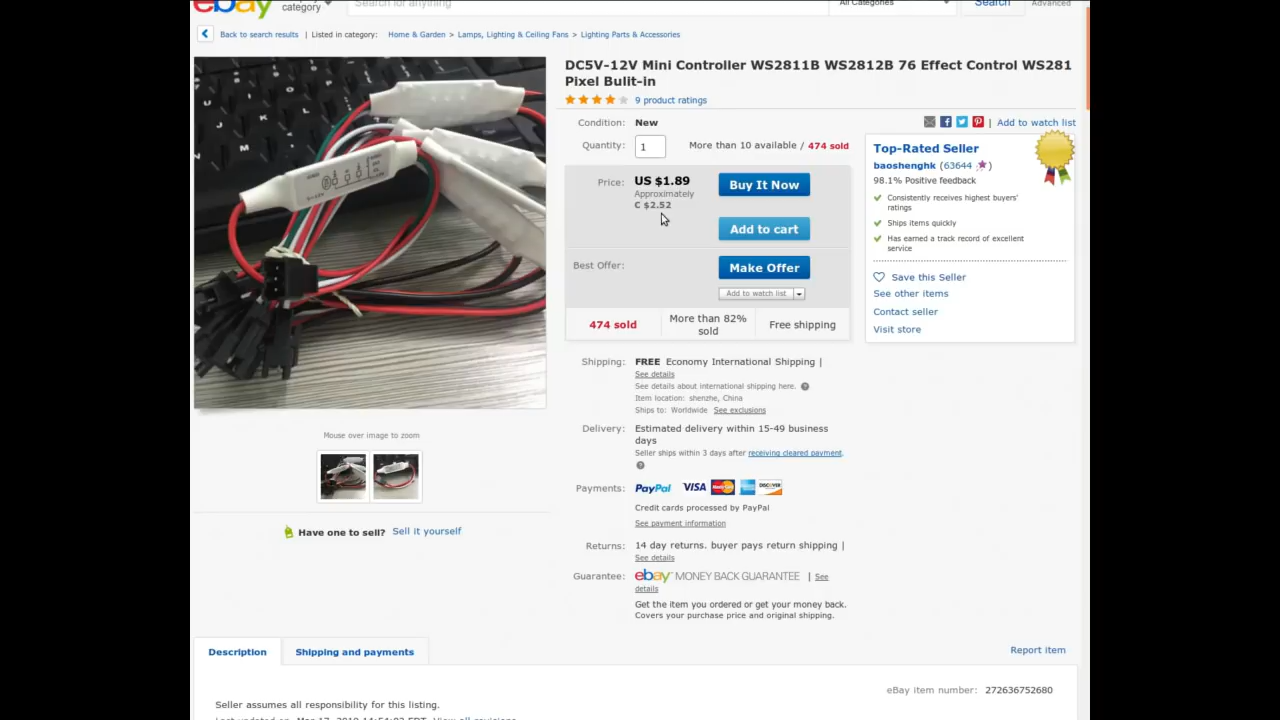 ebay
category
Search for anything
All Categories
Search
Advanced
Back to search results | Listed in category: Home & Garden > Lamps, Lighting & Ceiling Fans > Lighting Parts & Accessories
DC5V-12V Mini Controller WS2811B WS2812B 76 Effect Control WS281
Pixel Bulit-in
9 product ratings
Condition: New
| Add to watch list
Quantity: 1 More than 10 available / 474 sold
Price: US $1.89
Approximately
C $2.52
Buy It Now
Add to cart
Best Offer:
Make Offer
Add to watch list
474 sold
More than 82%
sold
Free shipping
Top-Rated Seller
baoshenghk (63644 )
98.1% Positive feedback
Consistently receives highest buyers'
ratings
Ships items quickly
Has earned a track record of excellent
service
Save this Seller
See other items
Contact seller
Visit store
Shipping: FREE Economy International Shipping |
See details
See details about international shipping here.
Item location: shenzhe, China
Ships to: Worldwide See exclusions
Delivery: Estimated delivery within 15-49 business
days
Seller ships within 3 days after receiving cleared payment.
Payments: PayPal VISA MasterCard DISCOVER
Credit cards processed by PayPal
See payment information
Returns: 14 day returns. buyer pays return shipping |
See details
Guarantee: ebay MONEY BACK GUARANTEE | See
details
Get the item you ordered or get your money back.
Covers your purchase price and original shipping.
Mouse over image to zoom
Have one to sell? Sell it yourself
Description
Shipping and payments
Report item
eBay item number: 272636752680
Seller assumes all responsibility for this listing.